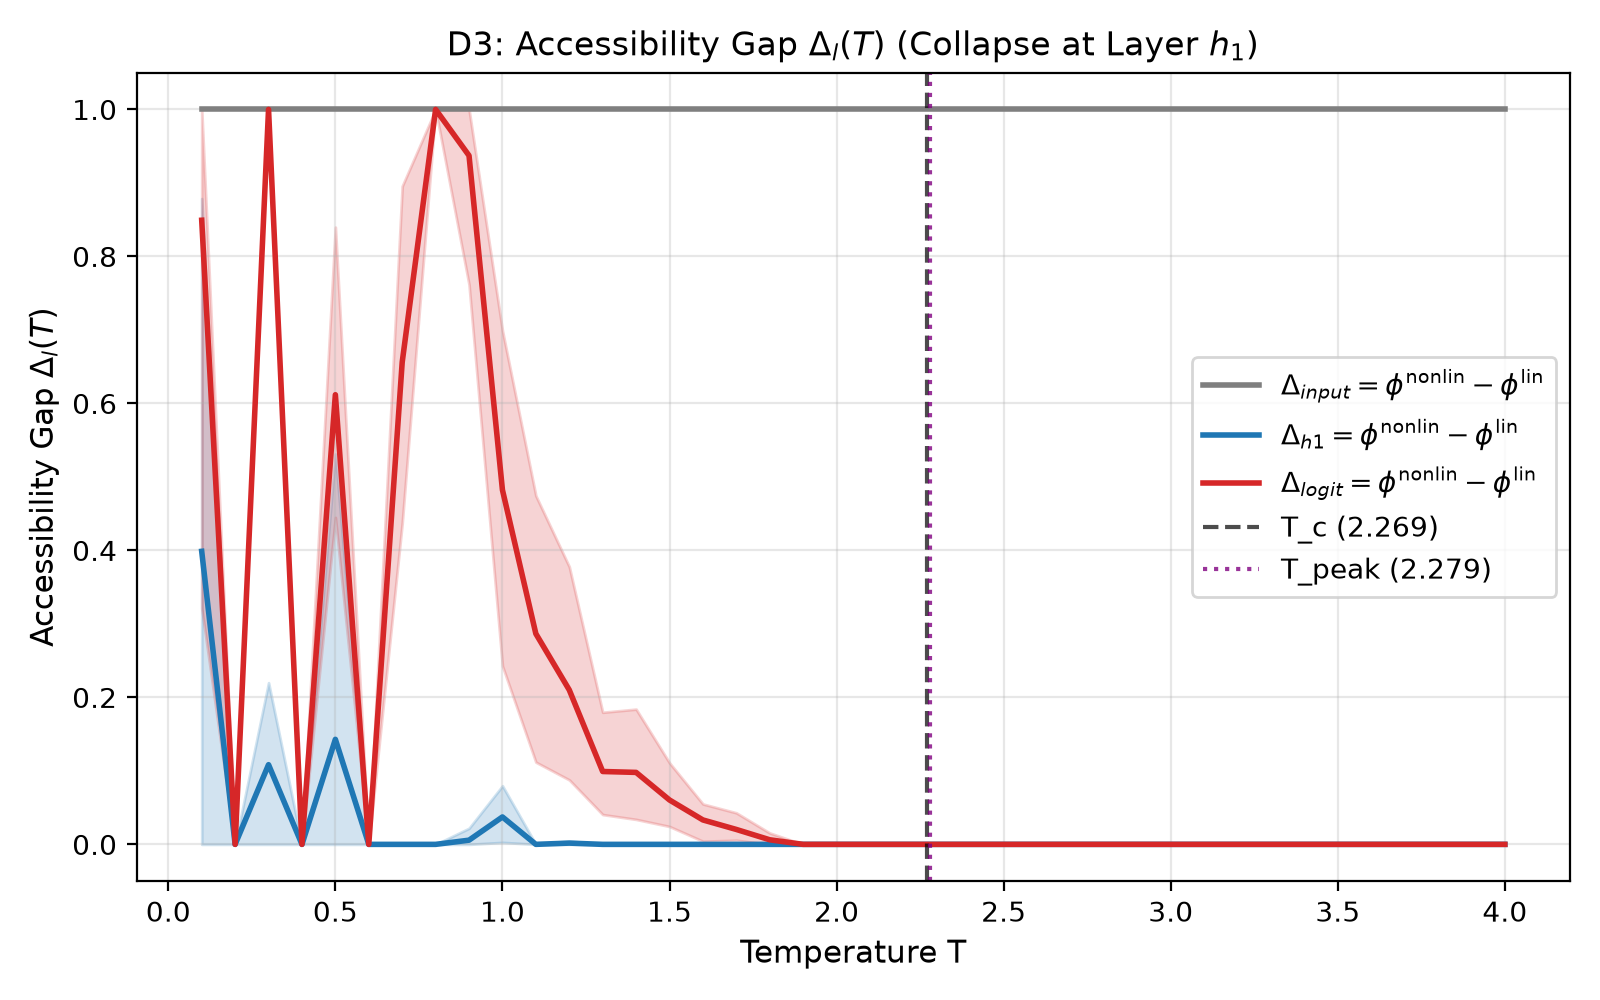 D3: Accessibility Gap Δ_l(T) (Collapse at Layer h₁)
Accessibility Gap Δ_l(T)
1.0
0.8
0.6
0.4
0.2
0.0
Δ_input = ϕ^nonlin − ϕ^lin
Δ_h1 = ϕ^nonlin − ϕ^lin
Δ_logit = ϕ^nonlin − ϕ^lin
T_c (2.269)
T_peak (2.279)
0.0 0.5 1.0 1.5 2.0 2.5 3.0 3.5 4.0
Temperature T